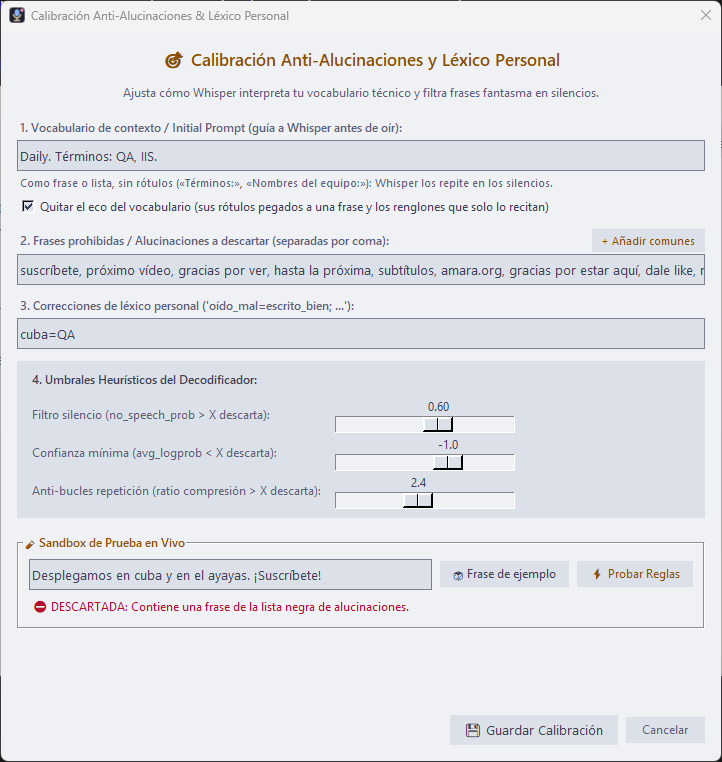 Calibración Anti-Alucinaciones & Léxico Personal
Calibración Anti-Alucinaciones y Léxico Personal
Ajusta cómo Whisper interpreta tu vocabulario técnico y filtra frases fantasma en silencios.
1. Vocabulario de contexto / Initial Prompt (guía a Whisper antes de oír):
Daily. Términos: QA, IIS.
Como frase o lista, sin rótulos («Términos:», «Nombres del equipo:»): Whisper los repite en los silencios.
Quitar el eco del vocabulario (sus rótulos pegados a una frase y los renglones que solo lo recitan)
2. Frases prohibidas / Alucinaciones a descartar (separadas por coma):
+ Añadir comunes
suscríbete, próximo vídeo, gracias por ver, hasta la próxima, subtítulos, amara.org, gracias por estar aquí, dale like,
3. Correcciones de léxico personal ('oído_mal=escrito_bien; ...'):
cuba=QA
4. Umbrales Heurísticos del Decodificador:
Filtro silencio (no_speech_prob > X descarta):
0.60
Confianza mínima (avg_logprob < X descarta):
-1.0
Anti-bucles repetición (ratio compresión > X descarta):
2.4
Sandbox de Prueba en Vivo
Desplegamos en cuba y en el ayayas. ¡Suscríbete!
Frase de ejemplo
Probar Reglas
DESCARTADA: Contiene una frase de la lista negra de alucinaciones.
Guardar Calibración
Cancelar